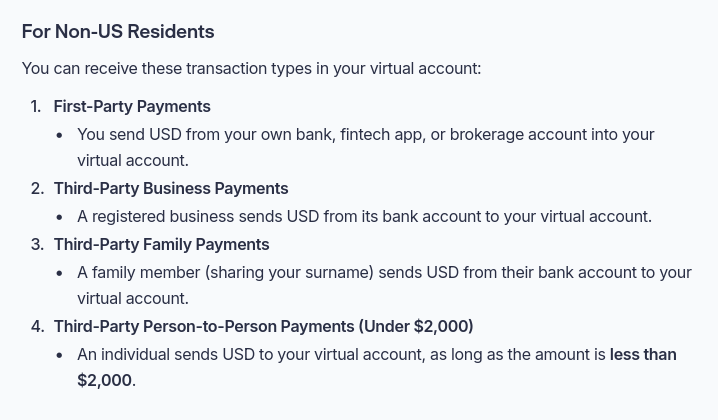 For Non-US Residents
You can receive these transaction types in your virtual account:
1. First-Party Payments
• You send USD from your own bank, fintech app, or brokerage account into your
virtual account.
2. Third-Party Business Payments
• A registered business sends USD from its bank account to your virtual account.
3. Third-Party Family Payments
• A family member (sharing your surname) sends USD from their bank account to your
virtual account.
4. Third-Party Person-to-Person Payments (Under $2,000)
• An individual sends USD to your virtual account, as long as the amount is less than
$2,000.